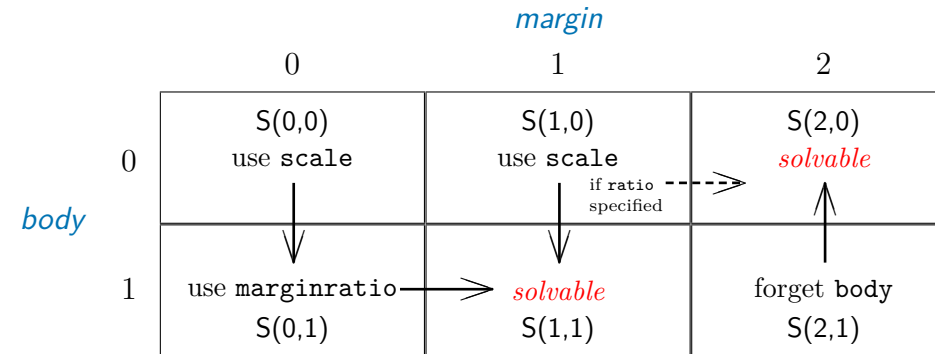 margin
0 1 2
S(0,0) S(1,0) S(2,0)
0 use scale use scale solvable
if ratio
specified
body
1 use marginratio solvable forget body
S(0,1) S(1,1) S(2,1)